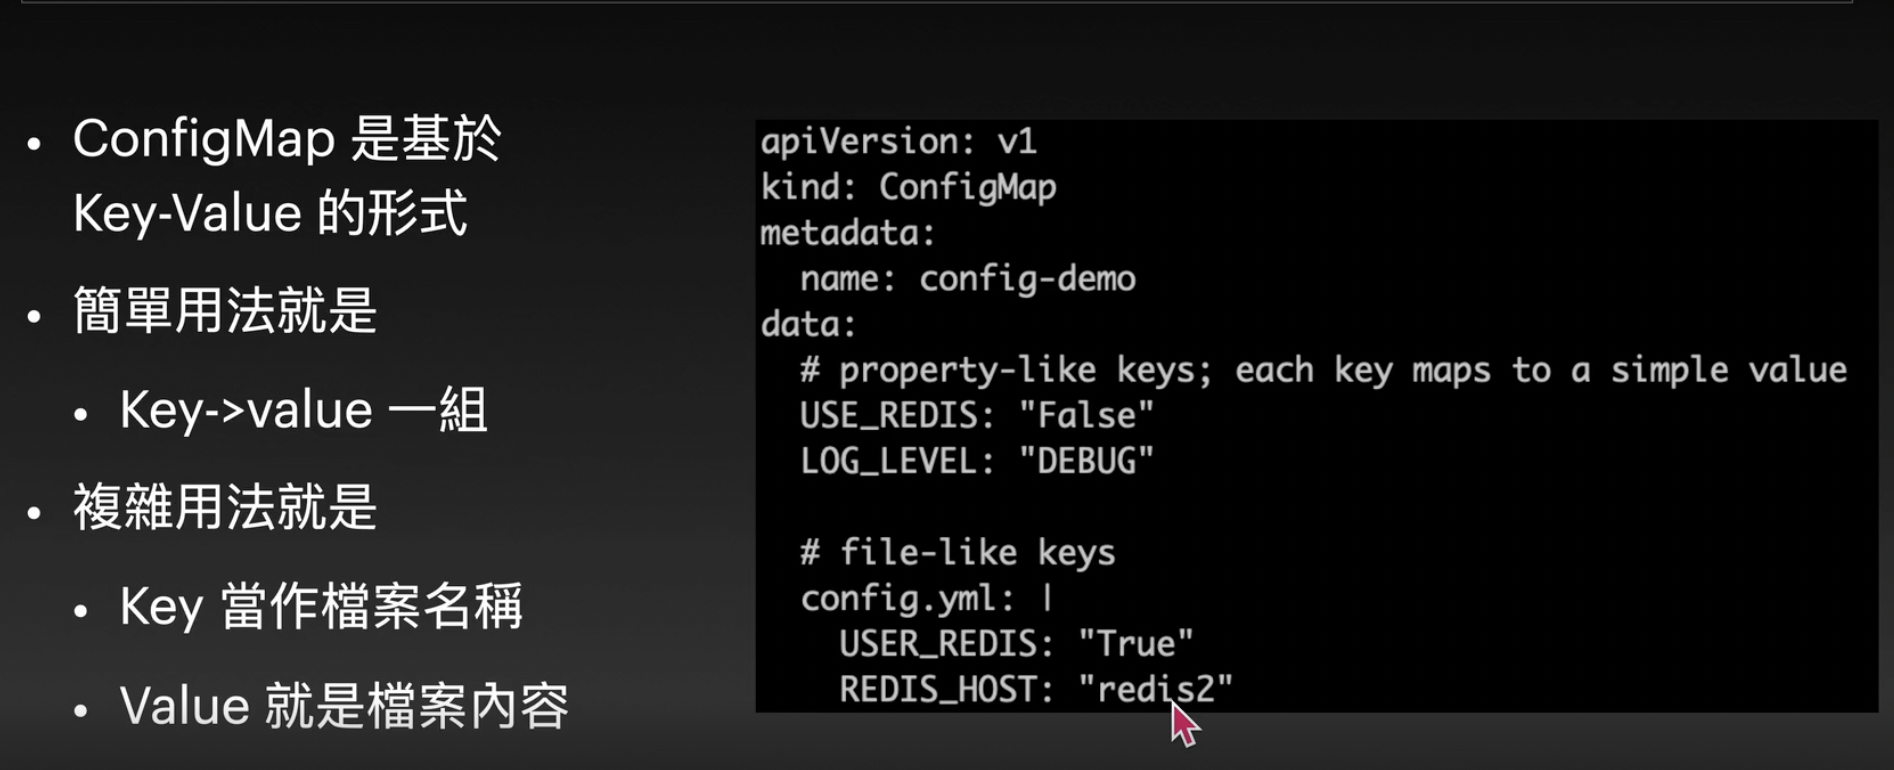 • ConfigMap 是基於
Key-Value 的形式
• 簡單用法就是
• Key->value 一組
• 複雜用法就是
• Key 當作檔案名稱
• Value 就是檔案內容
apiVersion: v1
kind: ConfigMap
metadata:
  name: config-demo
data:
  # property-like keys; each key maps to a simple value
  USE_REDIS: "False"
  LOG_LEVEL: "DEBUG"
  # file-like keys
  config.yml: |
    USER_REDIS: "True"
    REDIS_HOST: "redis2"